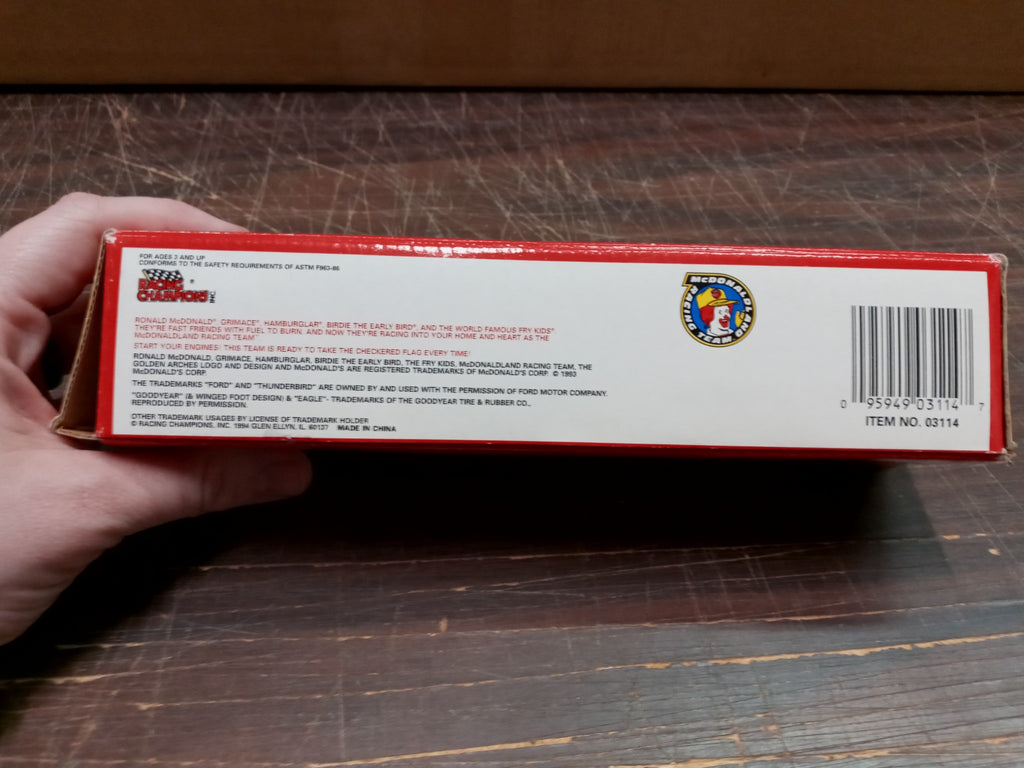 FOR AGES 3 AND UP
CONFORMS TO THE SAFETY REQUIREMENTS OF ASTM F963-86
RACING
CHAMPIONS INC.
RONALD McDONALD®, GRIMACE®, HAMBURGLAR®, BIRDIE THE EARLY BIRD®, AND THE WORLD FAMOUS FRY KIDS®.
THEY'RE FAST FRIENDS WITH FUEL TO BURN. AND NOW THEY'RE RACING INTO YOUR HOME AND HEART AS THE
McDONALDLAND RACING TEAM™
START YOUR ENGINES! THIS TEAM IS READY TO TAKE THE CHECKERED FLAG EVERY TIME!
RONALD McDONALD, GRIMACE, HAMBURGLAR, BIRDIE THE EARLY BIRD, THE FRY KIDS, McDONALDLAND RACING TEAM, THE
GOLDEN ARCHES LOGO AND DESIGN AND McDONALD'S ARE REGISTERED TRADEMARKS OF McDONALD'S CORP. © 1993
McDONALD'S CORP.
THE TRADEMARKS "FORD" AND "THUNDERBIRD" ARE OWNED BY AND USED WITH THE PERMISSION OF FORD MOTOR COMPANY.
"GOODYEAR" (& WINGED FOOT DESIGN) & "EAGLE"- TRADEMARKS OF THE GOODYEAR TIRE & RUBBER CO.,
REPRODUCED BY PERMISSION.
OTHER TRADEMARK USAGES BY LICENSE OF TRADEMARK HOLDER
© RACING CHAMPIONS, INC. 1994 GLEN ELLYN, IL. 60137 MADE IN CHINA
McDONALDLAND
RACING TEAM
0 95949 03114 7
ITEM NO. 03114